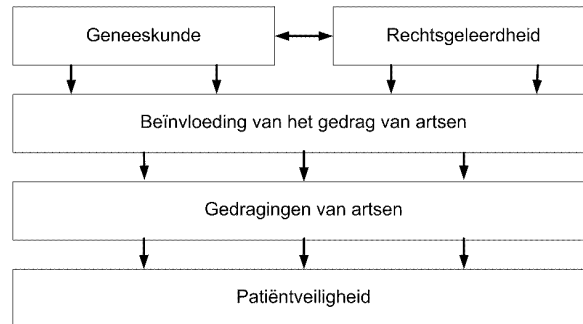 Geneeskunde
Rechtsgeleerdheid
Beïnvloeding van het gedrag van artsen
Gedragingen van artsen
Patiëntveiligheid